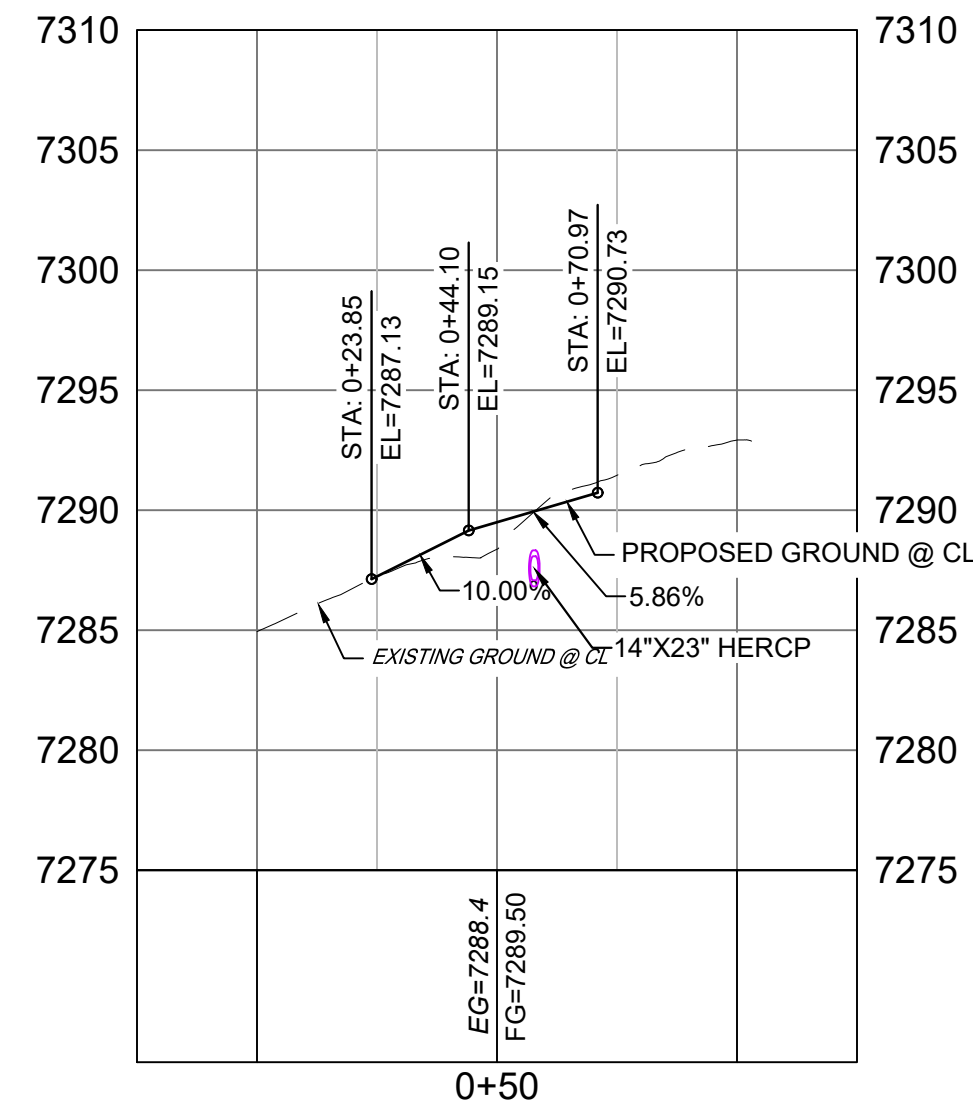 7310
7310
7305
7305
7300
7300
7295
7295
7290
7290
7285
7285
7280
7280
7275
7275
STA: 0+23.85
EL=7287.13
STA: 0+44.10
EL=7289.15
STA: 0+70.97
EL=7290.73
PROPOSED GROUND @ CL
10.00%
5.86%
14"X23" HERCP
EXISTING GROUND @ CL
EG=7288.4
FG=7289.50
0+50